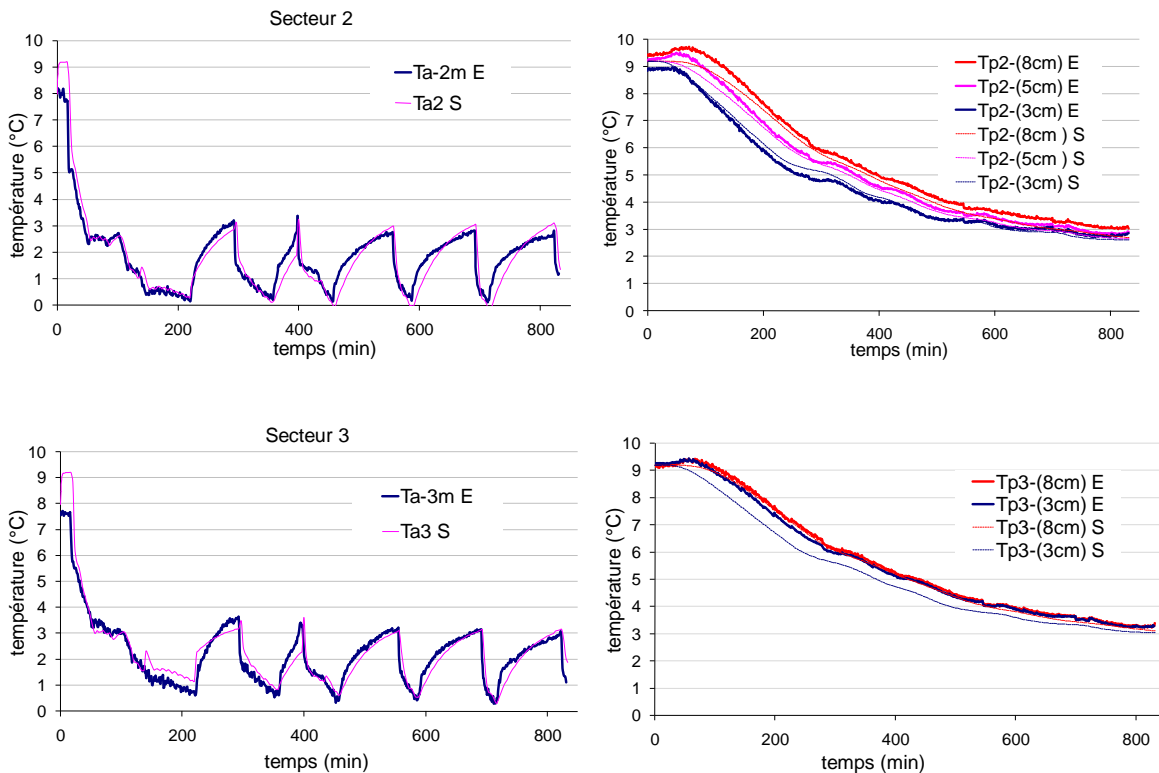 Secteur 2
température (°C)
10
9
8
7
6
5
4
3
2
1
0
Ta-2m E
Ta2 S
0
200
400
600
800
temps (min)
température (°C)
10
9
8
7
6
5
4
3
2
1
0
Tp2-(8cm) E
Tp2-(5cm) E
Tp2-(3cm) E
Tp2-(8cm ) S
Tp2-(5cm ) S
Tp2-(3cm) S
0
200
400
600
800
temps (min)
Secteur 3
température (°C)
10
9
8
7
6
5
4
3
2
1
0
Ta-3m E
Ta3 S
0
200
400
600
800
temps (min)
température (°C)
10
9
8
7
6
5
4
3
2
1
0
Tp3-(8cm) E
Tp3-(3cm) E
Tp3-(8cm) S
Tp3-(3cm) S
0
200
400
600
800
temps (min)